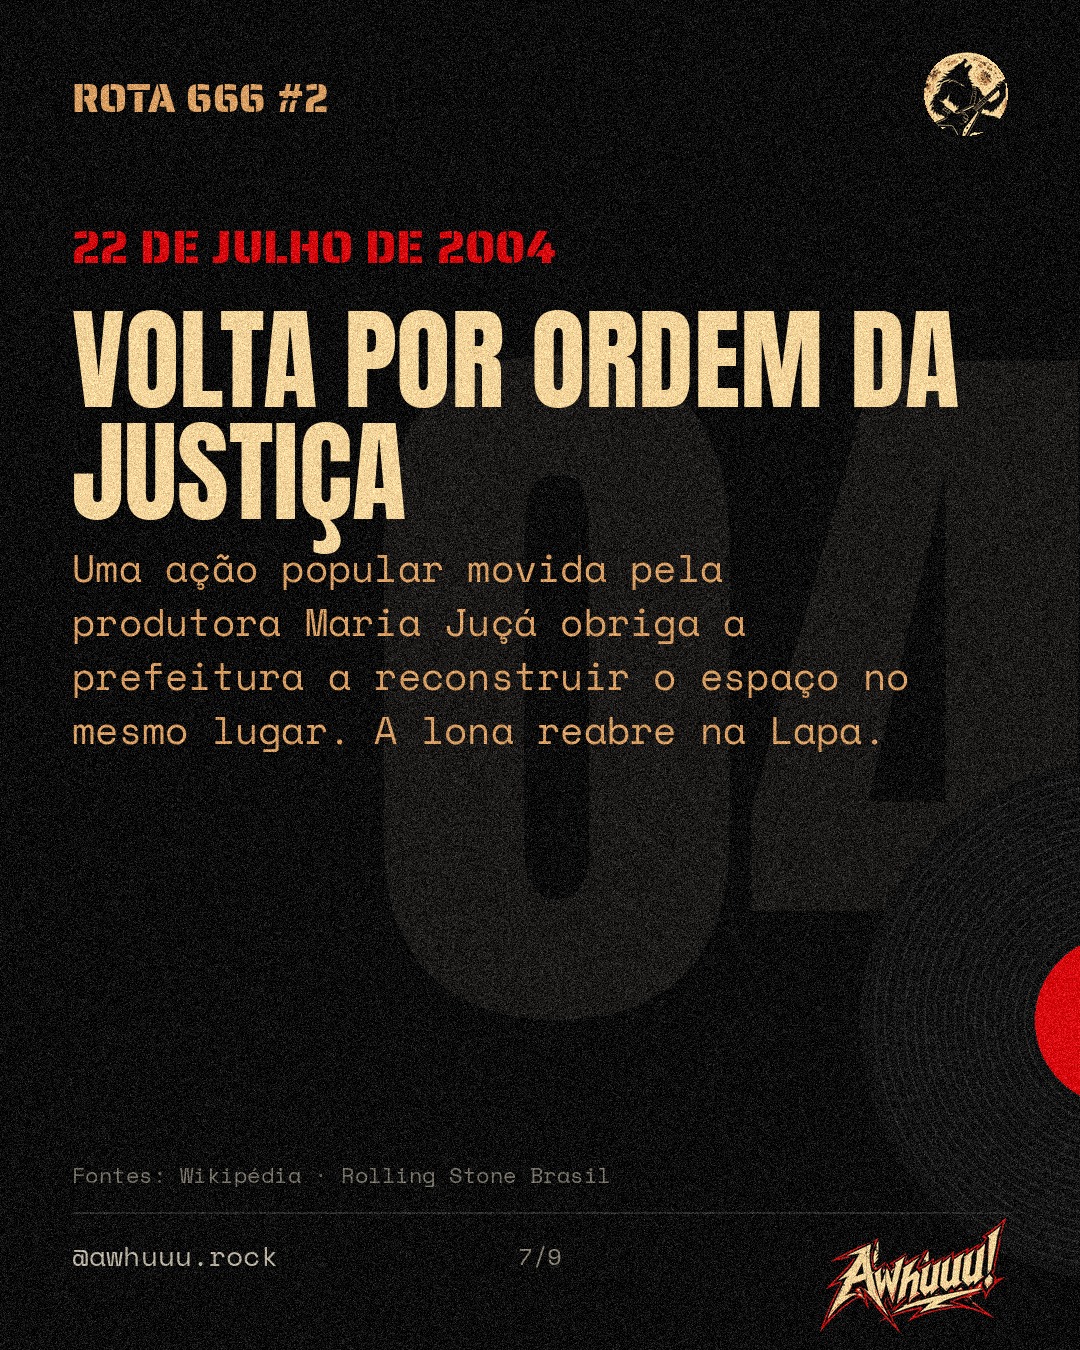 ROTA 666 #2
22 DE JULHO DE 2004
VOLTA POR ORDEM DA
JUSTIÇA
04
Uma ação popular movida pela
produtora Maria Juçá obriga a
prefeitura a reconstruir o espaço no
mesmo lugar. A lona reabre na Lapa.
Fontes: Wikipédia · Rolling Stone Brasil
@awhuuu.rock
7/9
Awhuuu!